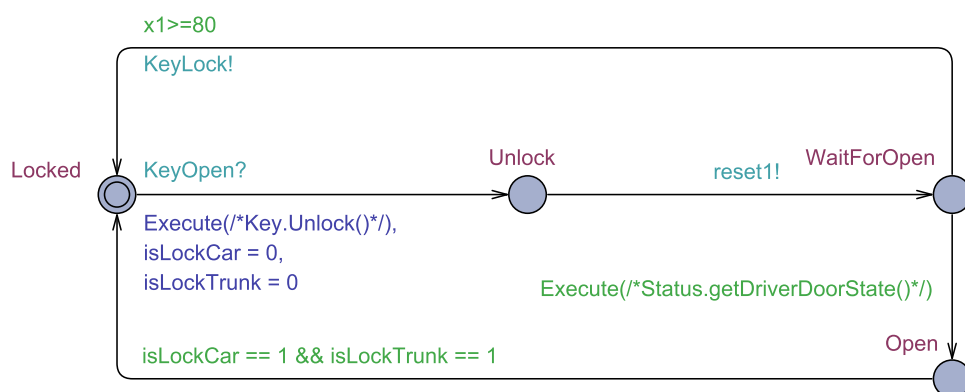 x1>=80
KeyLock!
Locked
KeyOpen?
Unlock
reset1!
WaitForOpen
Execute(/*Key.Unlock()*/),
isLockCar = 0,
isLockTrunk = 0
Execute(/*Status.getDriverDoorState()*/)
Open
isLockCar == 1 && isLockTrunk == 1